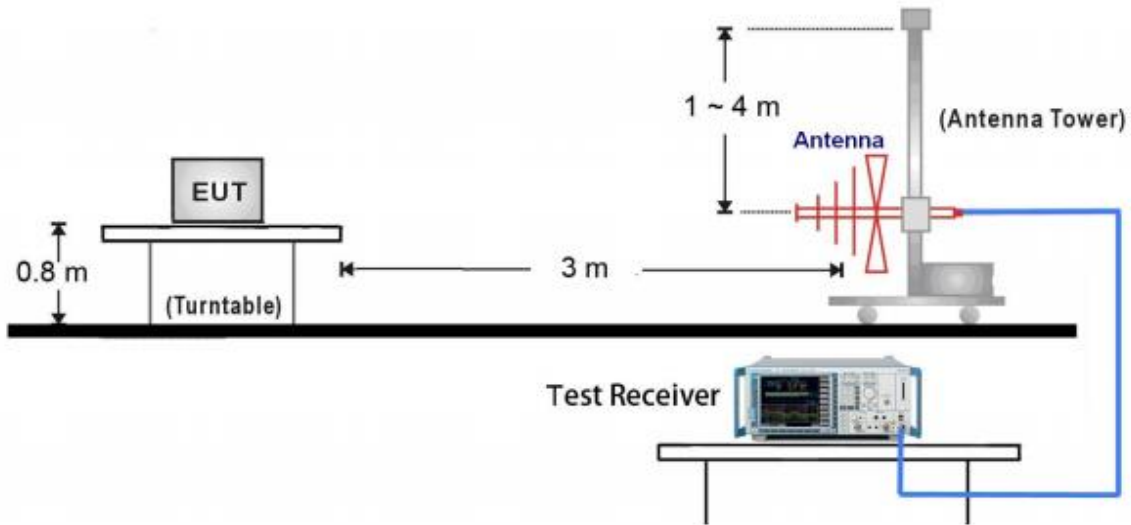 1 ~ 4 m
(Antenna Tower)
Antenna
EUT
0.8 m
3 m
(Turntable)
Test Receiver